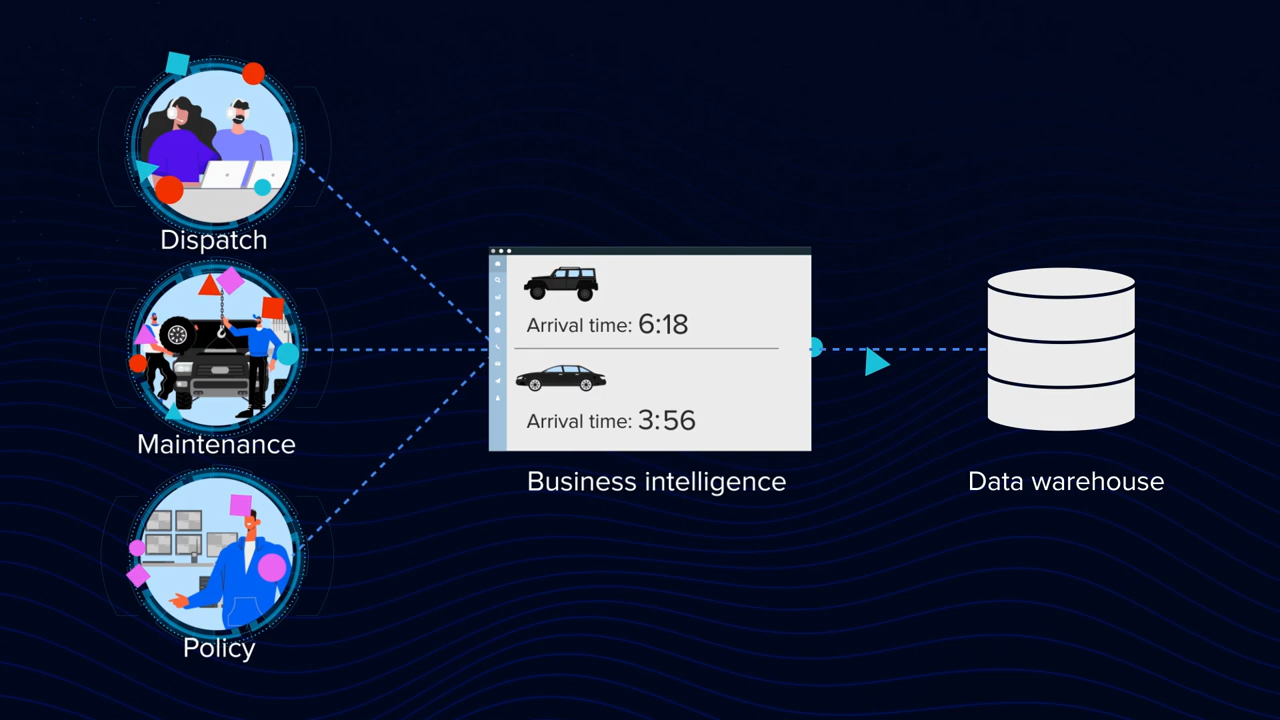 Dispatch
Maintenance
Policy
Arrival time: 6:18
Arrival time: 3:56
Business intelligence
Data warehouse